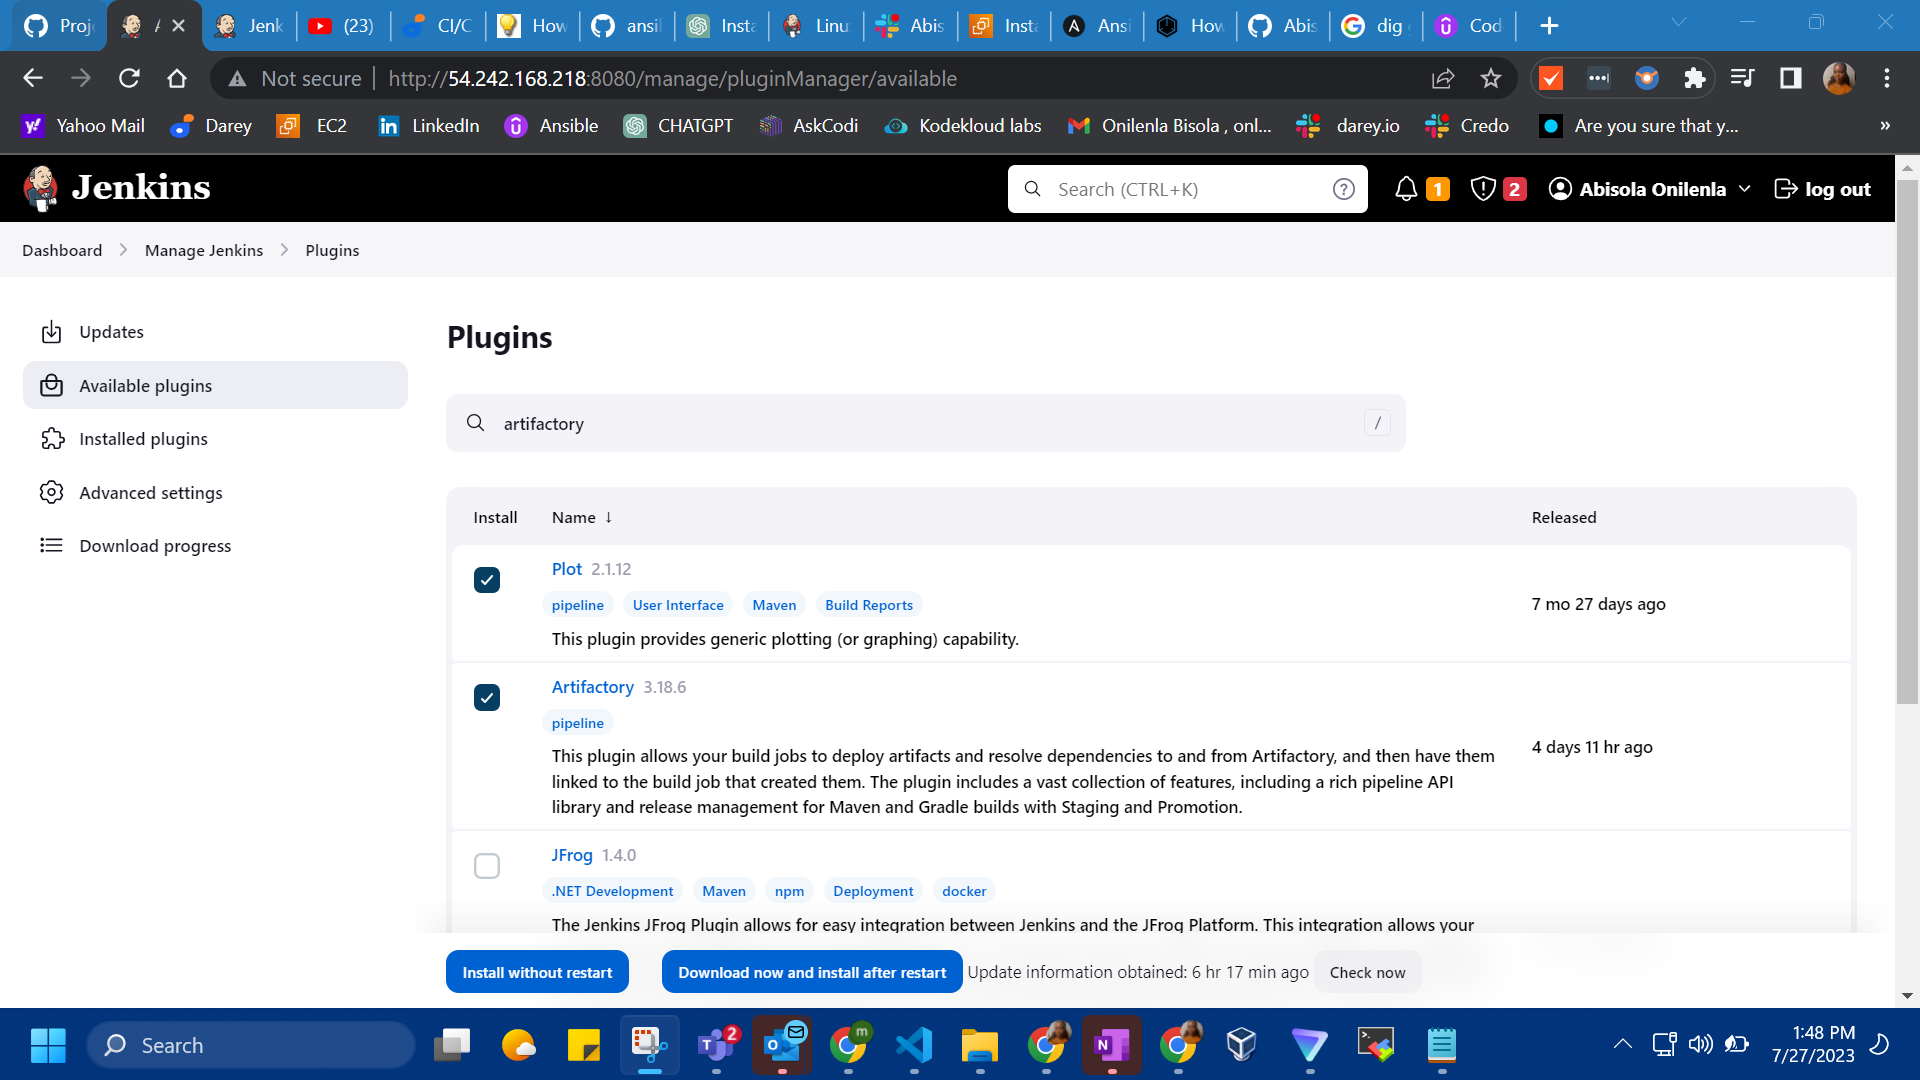 Proj
A
Jenk
(23)
CI/C
How
ansi
Insta
Linu
Abis
Insta
Ansi
How
Abis
dig
Cod
Not secure
http://54.242.168.218:8080/manage/pluginManager/available
Yahoo Mail
Darey
EC2
LinkedIn
Ansible
CHATGPT
AskCodi
Kodekloud labs
Onilenla Bisola , onl...
darey.io
Credo
Are you sure that y...
»
Jenkins
Search (CTRL+K)
?
1
2
Abisola Onilenla
log out
Dashboard > Manage Jenkins > Plugins
Updates
Available plugins
Installed plugins
Advanced settings
Download progress
Plugins
artifactory
/
Install Name ↓ Released
Plot 2.1.12
pipeline User Interface Maven Build Reports
This plugin provides generic plotting (or graphing) capability.
7 mo 27 days ago
Artifactory 3.18.6
pipeline
This plugin allows your build jobs to deploy artifacts and resolve dependencies to and from Artifactory, and then have them
linked to the build job that created them. The plugin includes a vast collection of features, including a rich pipeline API
library and release management for Maven and Gradle builds with Staging and Promotion.
4 days 11 hr ago
JFrog 1.4.0
.NET Development Maven npm Deployment docker
The Jenkins JFrog Plugin allows for easy integration between Jenkins and the JFrog Platform. This integration allows your
Install without restart
Download now and install after restart
Update information obtained: 6 hr 17 min ago
Check now
Search
2
m
1:48 PM
7/27/2023